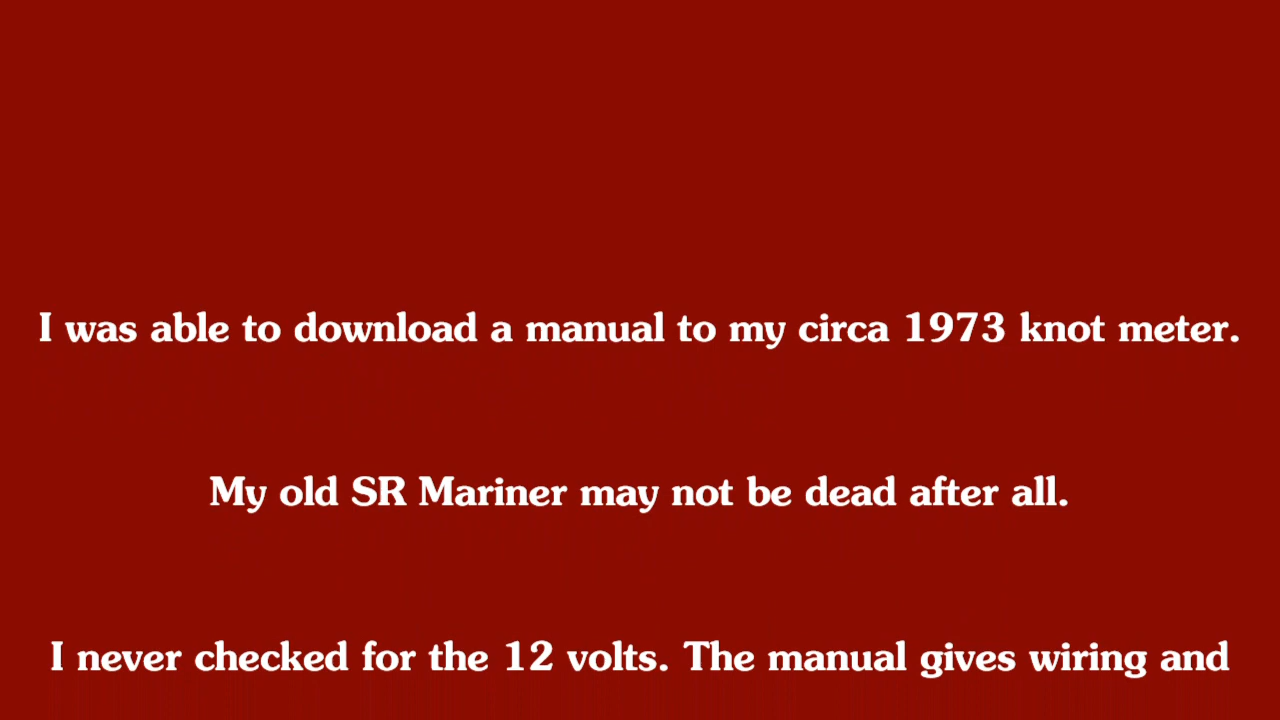 I was able to download a manual to my circa 1973 knot meter.
My old SR Mariner may not be dead after all.
I never checked for the 12 volts. The manual gives wiring and